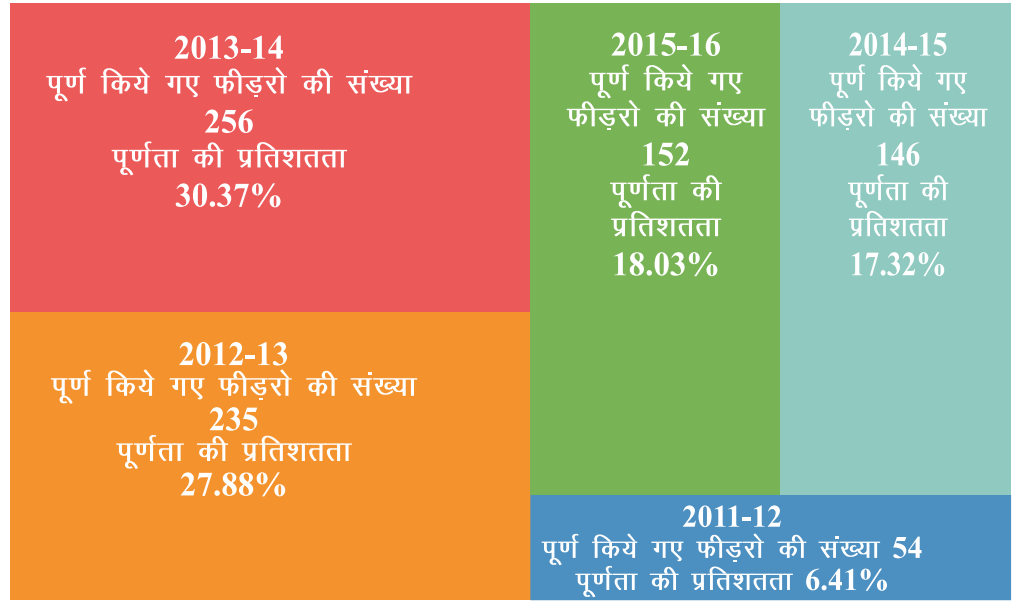 2013-14
पूर्ण किये गए फीड़रो की संख्या
256
पूर्णता की प्रतिशतता
30.37%
2012-13
पूर्ण किये गए फीड़रो की संख्या
235
पूर्णता की प्रतिशतता
27.88%
2015-16
पूर्ण किये गए
फीड़रो की संख्या
152
पूर्णता की
प्रतिशतता
18.03%
2014-15
पूर्ण किये गए
फीड़रो की संख्या
146
पूर्णता की
प्रतिशतता
17.32%
2011-12
पूर्ण किये गए फीड़रो की संख्या 54
पूर्णता की प्रतिशतता 6.41%